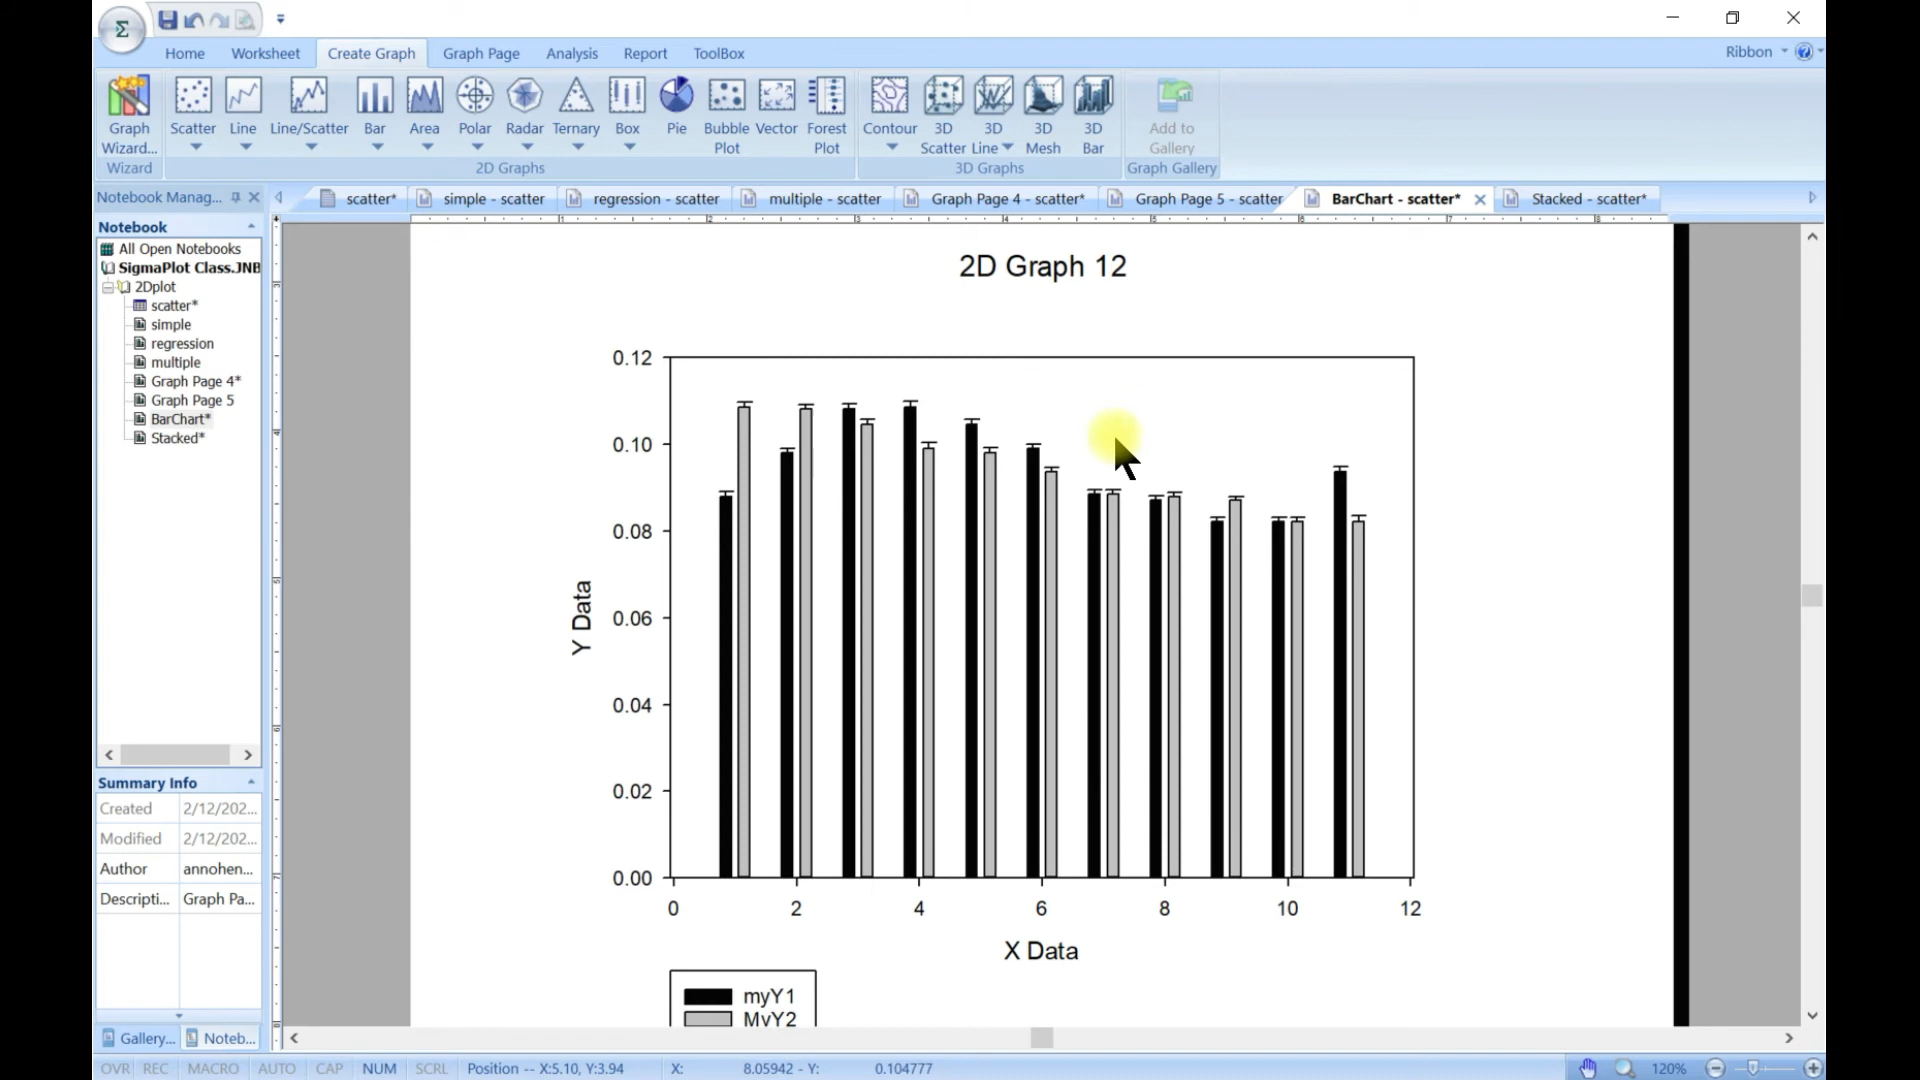 Σ
Home Worksheet Create Graph Graph Page Analysis Report ToolBox Ribbon
Graph Wizard... Scatter Line Line/Scatter Bar Area Polar Radar Ternary Box Pie Bubble Plot Vector Forest Plot Contour 3D Scatter 3D Line 3D Mesh 3D Bar Add to Gallery
Wizard 2D Graphs 3D Graphs Graph Gallery
Notebook Manag... scatter* simple - scatter regression - scatter multiple - scatter Graph Page 4 - scatter* Graph Page 5 - scatter BarChart - scatter* Stacked - scatter*
Notebook
All Open Notebooks
SigmaPlot Class.JNB
2Dplot
scatter*
simple
regression
multiple
Graph Page 4*
Graph Page 5
BarChart*
Stacked*
Summary Info
Created 2/12/202...
Modified 2/12/202...
Author annohen...
Descripti... Graph Pa...
Gallery... Noteb...
2D Graph 12
0.12
0.10
0.08
0.06
0.04
0.02
0.00
Y Data
0 2 4 6 8 10 12
X Data
myY1
MyY2
OVR REC MACRO AUTO CAP NUM SCRL Position -- X:5.10, Y:3.94 X: 8.05942 - Y: 0.104777 120%